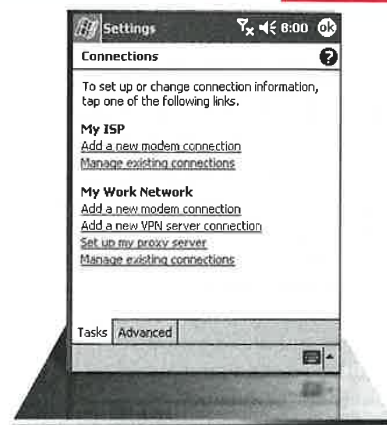 Settings 8:00 ok
Connections ?
To set up or change connection information,
tap one of the following links.
My ISP
Add a new modem connection
Manage existing connections
My Work Network
Add a new modem connection
Add a new VPN server connection
Set up my proxy server
Manage existing connections
Tasks Advanced